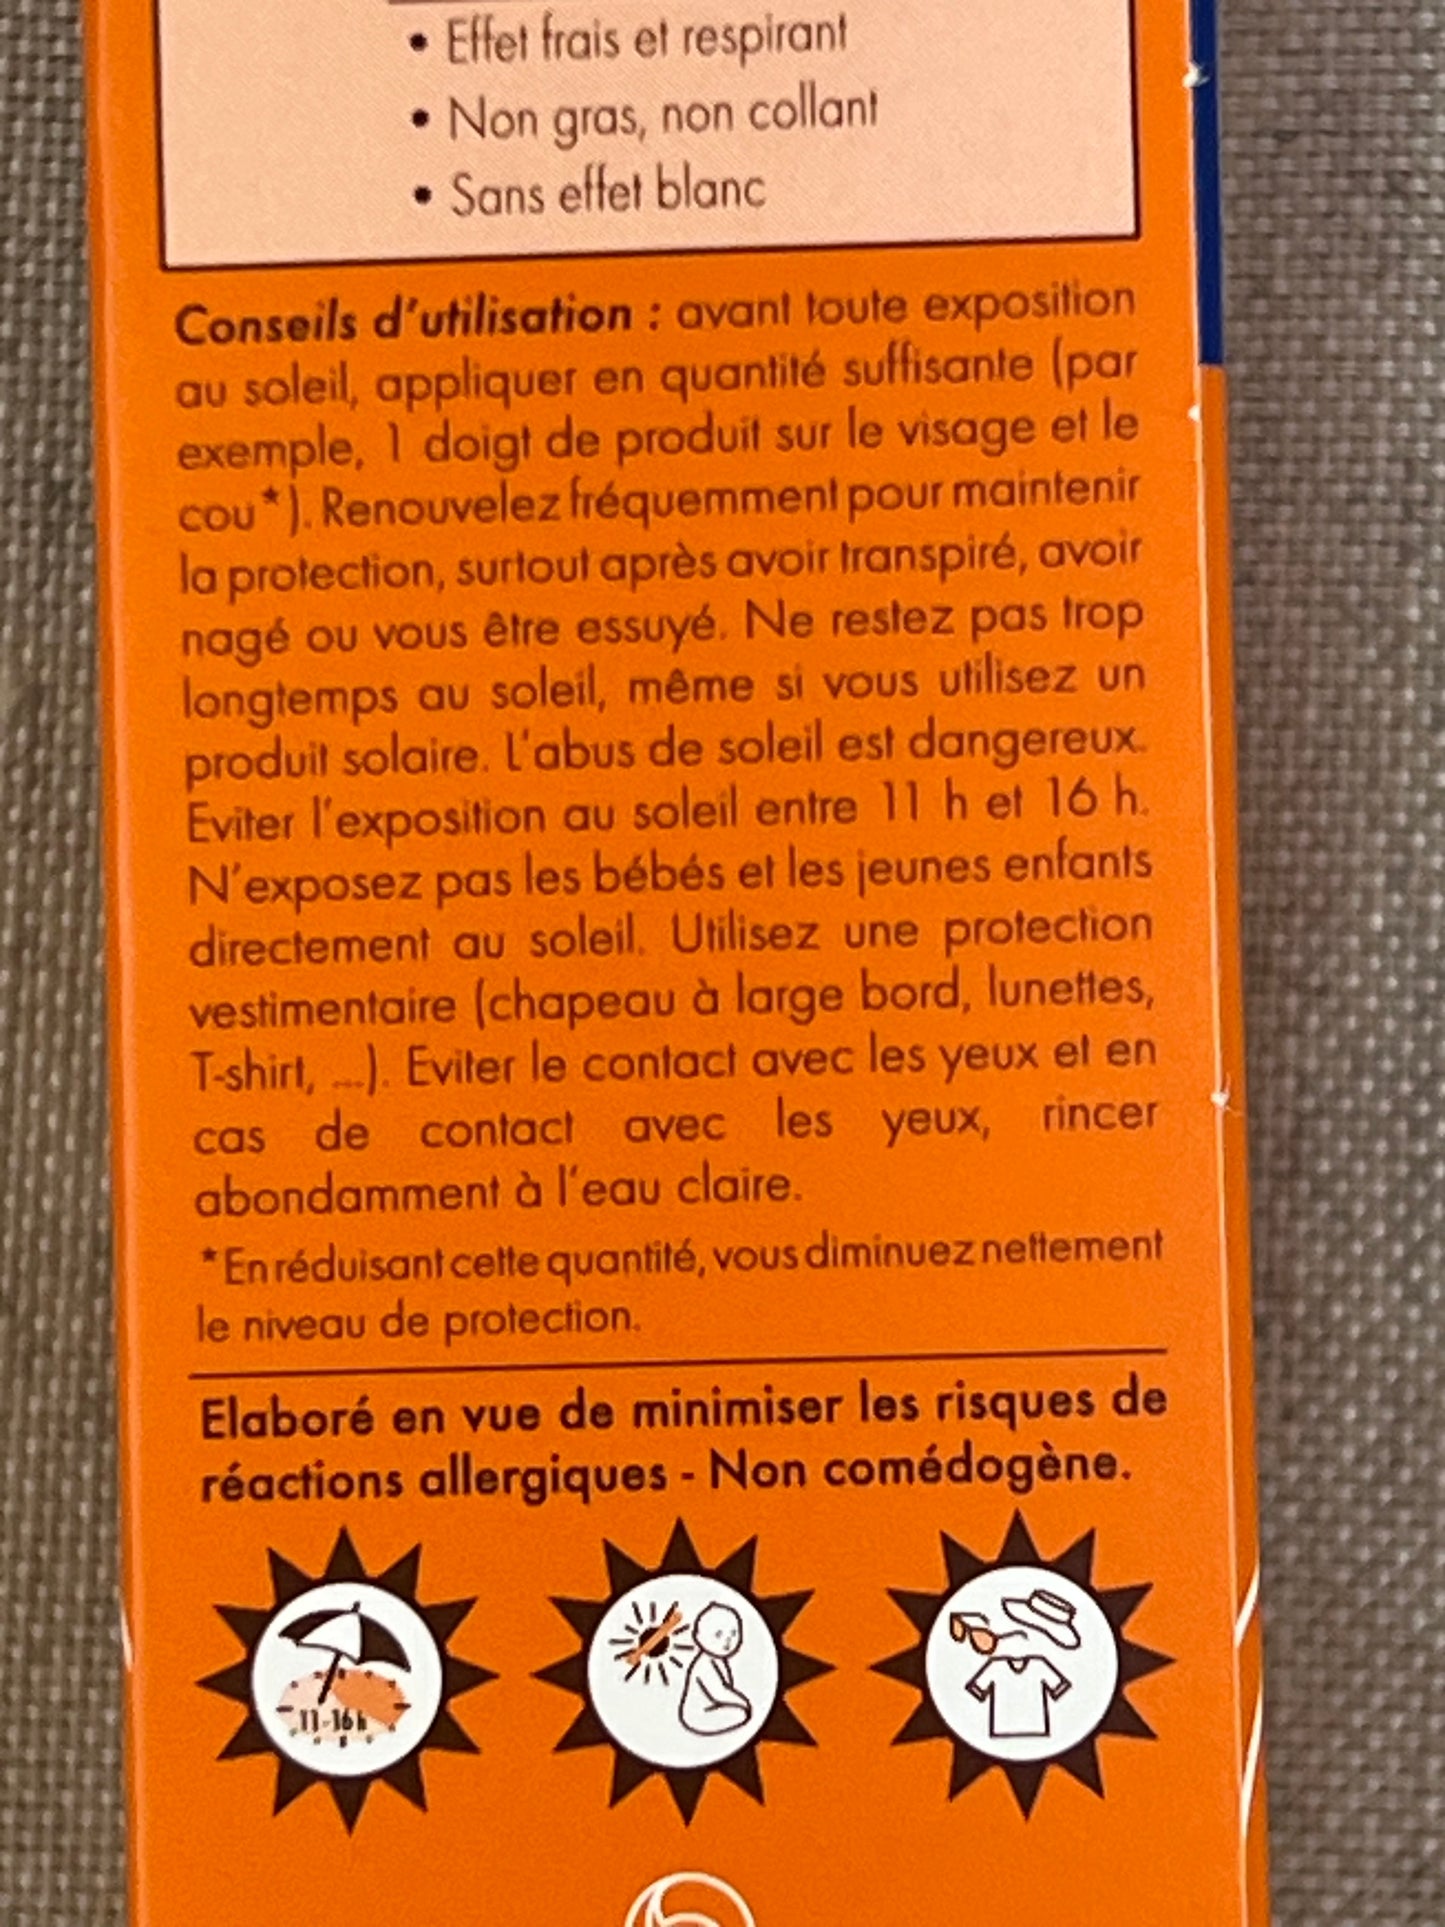 • Effet frais et respirant
• Non gras, non collant
• Sans effet blanc
Conseils d'utilisation : avant toute exposition
au soleil, appliquer en quantité suffisante (par
exemple, 1 doigt de produit sur le visage et le
cou*). Renouvelez fréquemment pour maintenir
la protection, surtout après avoir transpiré, avoir
nagé ou vous être essuyé. Ne restez pas trop
longtemps au soleil, même si vous utilisez un
produit solaire. L'abus de soleil est dangereux.
Eviter l'exposition au soleil entre 11 h et 16 h.
N'exposez pas les bébés et les jeunes enfants
directement au soleil. Utilisez une protection
vestimentaire (chapeau à large bord, lunettes,
T-shirt, ...). Eviter le contact avec les yeux et en
cas de contact avec les yeux, rincer
abondamment à l'eau claire.
*En réduisant cette quantité, vous diminuez nettement
le niveau de protection.
Elaboré en vue de minimiser les risques de
réactions allergiques - Non comédogène.
11-16h